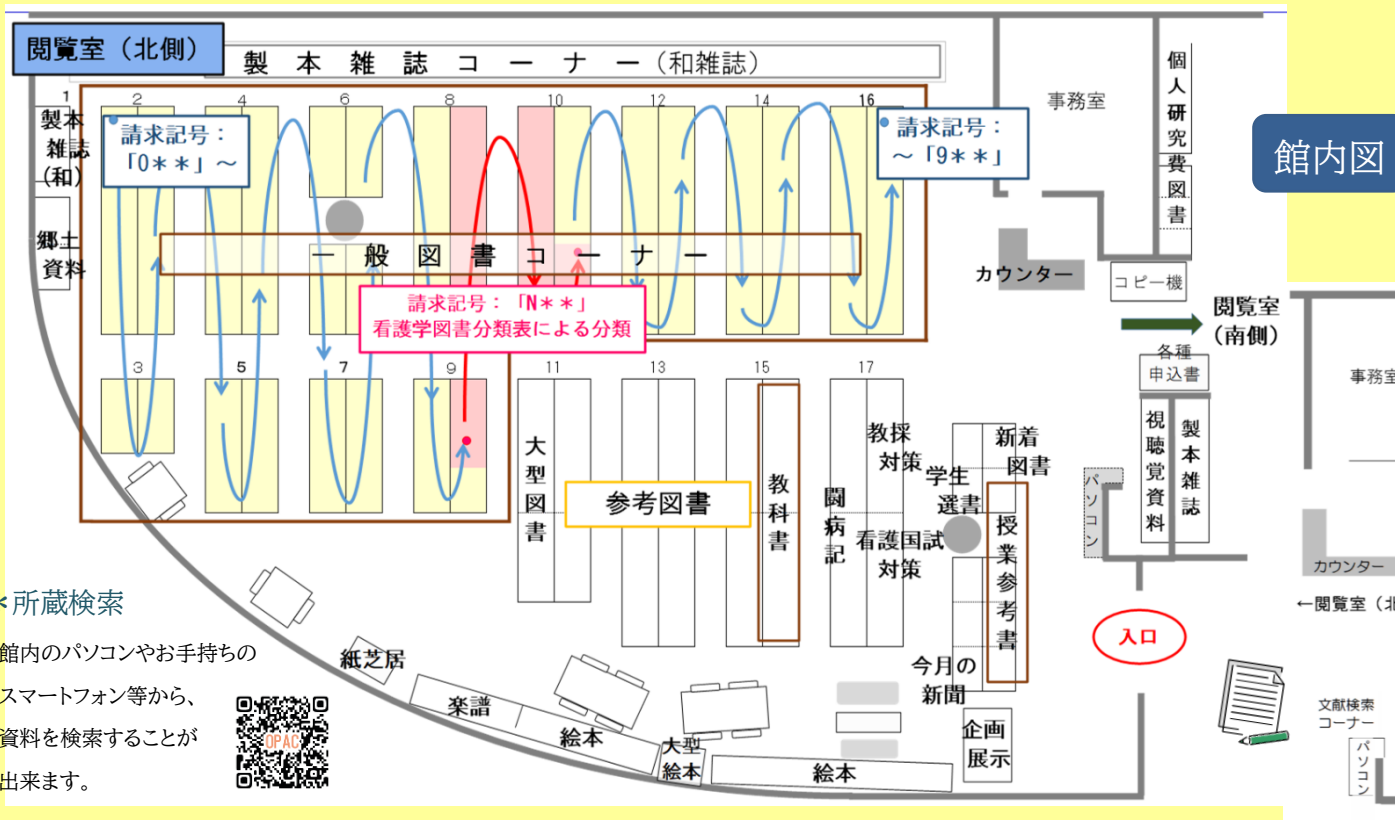 閲覧室（北側）
製本雑誌コーナー（和雑誌）
1
製本
雑誌
（和）
郷土
資料
2
4
6
8
10
12
14
16
請求記号：
「0＊＊」～
請求記号：
～「9＊＊」
一般図書コーナー
請求記号：「N＊＊」
看護学図書分類表による分類
3
5
7
9
11
13
15
17
大型図書
参考図書
教科書
闘病記
教採
対策
看護国試
対策
学生
選書
新着
図書
授業参考書
今月の
新聞
企画
展示
紙芝居
楽譜
絵本
大型
絵本
絵本
事務室
個人研究費図書
カウンター
コピー機
閲覧室
（南側）
各種
申込書
視聴覚資料
製本雑誌
パソコン
入口
館内図
事務室
カウンター
←閲覧室（北
文献検索
コーナー
パソコン
＜所蔵検索
館内のパソコンやお手持ちの
スマートフォン等から、
資料を検索することが
出来ます。
OPAC